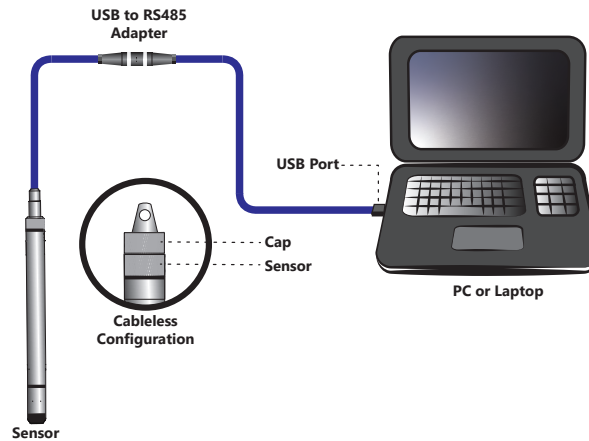 USB to RS485
Adapter
USB Port
Cap
Sensor
PC or Laptop
Cableless
Configuration
Sensor